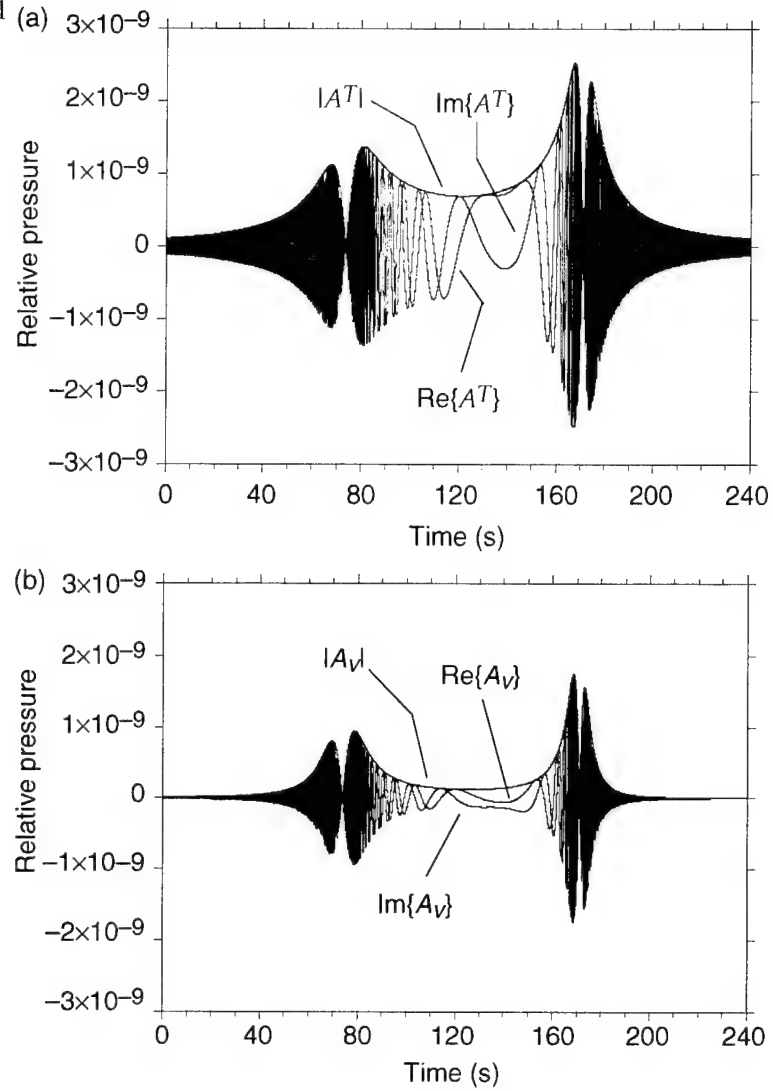 d
(a)
3×10−9
2×10−9
1×10−9
0
−1×10−9
−2×10−9
−3×10−9
Relative pressure
|A^T|
Im{A^T}
Re{A^T}
0 40 80 120 160 200 240
Time (s)
(b)
3×10−9
2×10−9
1×10−9
0
−1×10−9
−2×10−9
−3×10−9
Relative pressure
|A_v|
Re{A_v}
Im{A_v}
0 40 80 120 160 200 240
Time (s)